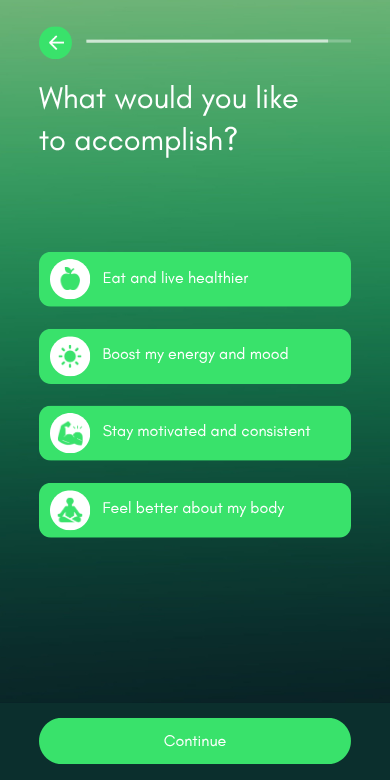 What would you like
to accomplish?
Eat and live healthier
Boost my energy and mood
Stay motivated and consistent
Feel better about my body
Continue